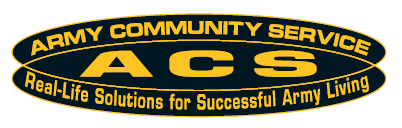 ARMY COMMUNITY SERVICE
ACS
Real-Life Solutions for Successful Army Living